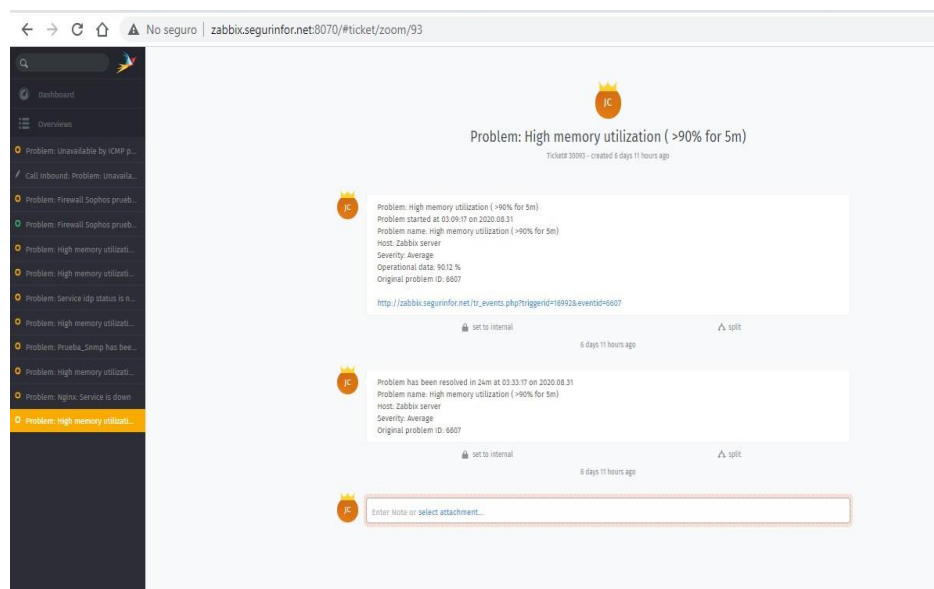 No seguro | zabbix.segurinfor.net:8070/#ticket/zoom/93
Dashboard
Overviews
Problem: Unavailable by ICMP p...
Call Inbound: Problem: Unavaila...
Problem: Firewall Sophos prueb...
Problem: Firewall Sophos prueb...
Problem: High memory utilizati...
Problem: High memory utilizati...
Problem: Service idp status is n...
Problem: High memory utilizati...
Problem: Prueba_Snmp has bee...
Problem: High memory utilizati...
Problem: Nginx: Service is down
Problem: High memory utilizati...
JC
Problem: High memory utilization ( >90% for 5m)
Ticket# 33093 - created 6 days 11 hours ago
JC
Problem: High memory utilization ( >90% for 5m)
Problem started at 03:09:17 on 2020.08.31
Problem name: High memory utilization ( >90% for 5m)
Host: Zabbix server
Severity: Average
Operational data: 90.12 %
Original problem ID: 6607
http://zabbix.segurinfor.net/tr_events.php?triggerid=16992&eventid=6607
set to internal
split
6 days 11 hours ago
JC
Problem has been resolved in 24m at 03:33:17 on 2020.08.31
Problem name: High memory utilization ( >90% for 5m)
Host: Zabbix server
Severity: Average
Original problem ID: 6607
set to internal
split
6 days 11 hours ago
JC
Enter Note or select attachment...